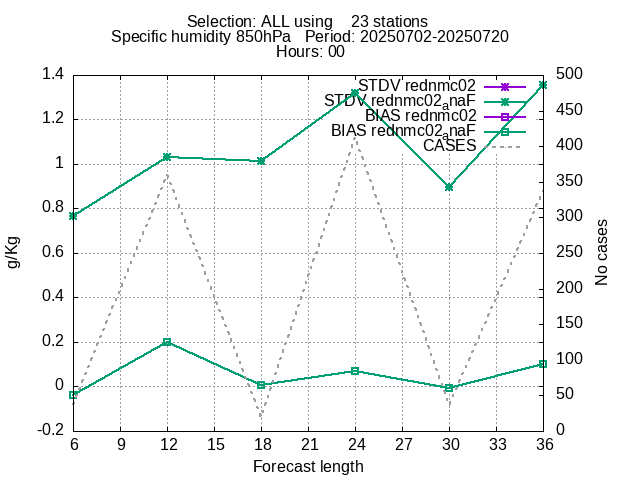 Selection: ALL using    23 stations
Specific humidity 850hPa   Period: 20250702-20250720
Hours: 00
1.4
1.2
1
0.8
0.6
0.4
0.2
0
-0.2
g/Kg
500
450
400
350
300
250
200
150
100
50
0
No cases
STDV rednmc02
STDV rednmc02anaF
BIAS rednmc02
BIAS rednmc02anaF
CASES
6 9 12 15 18 21 24 27 30 33 36
Forecast length